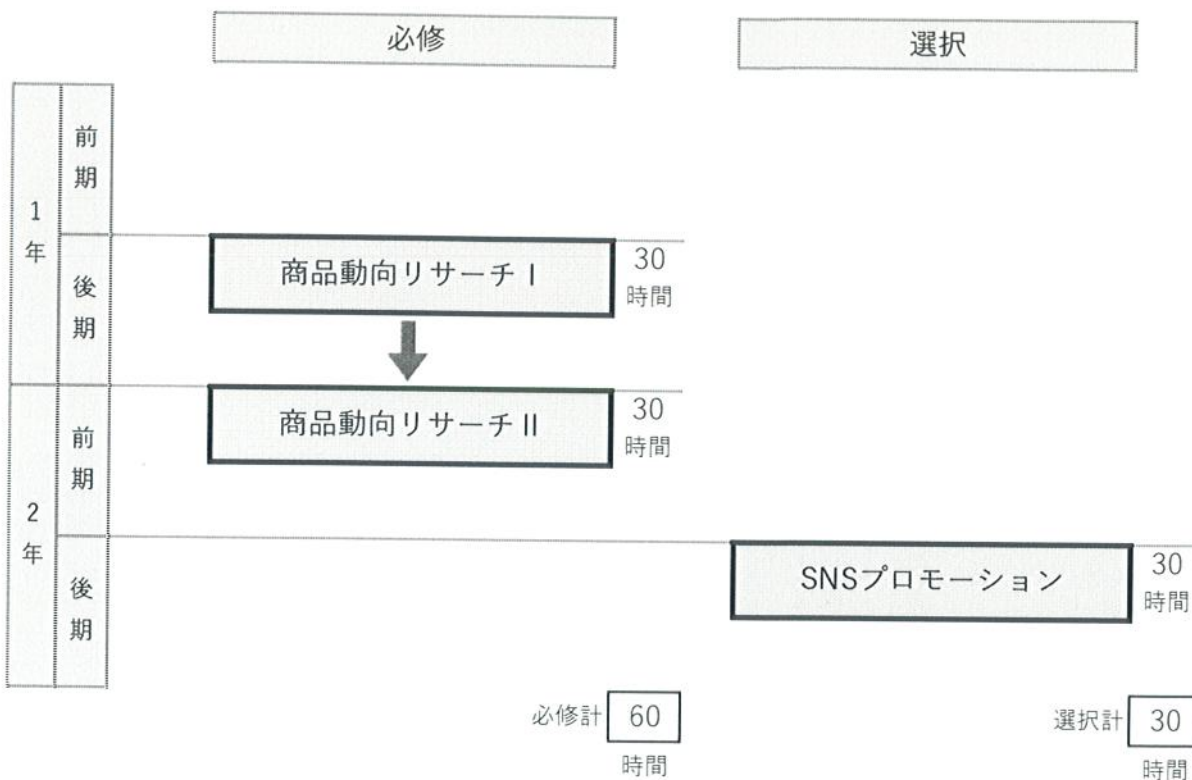 必修
選択
1年
前期
後期
商品動向リサーチⅠ
30
時間
2年
前期
商品動向リサーチⅡ
30
時間
後期
SNSプロモーション
30
時間
必修計 60
時間
選択計 30
時間